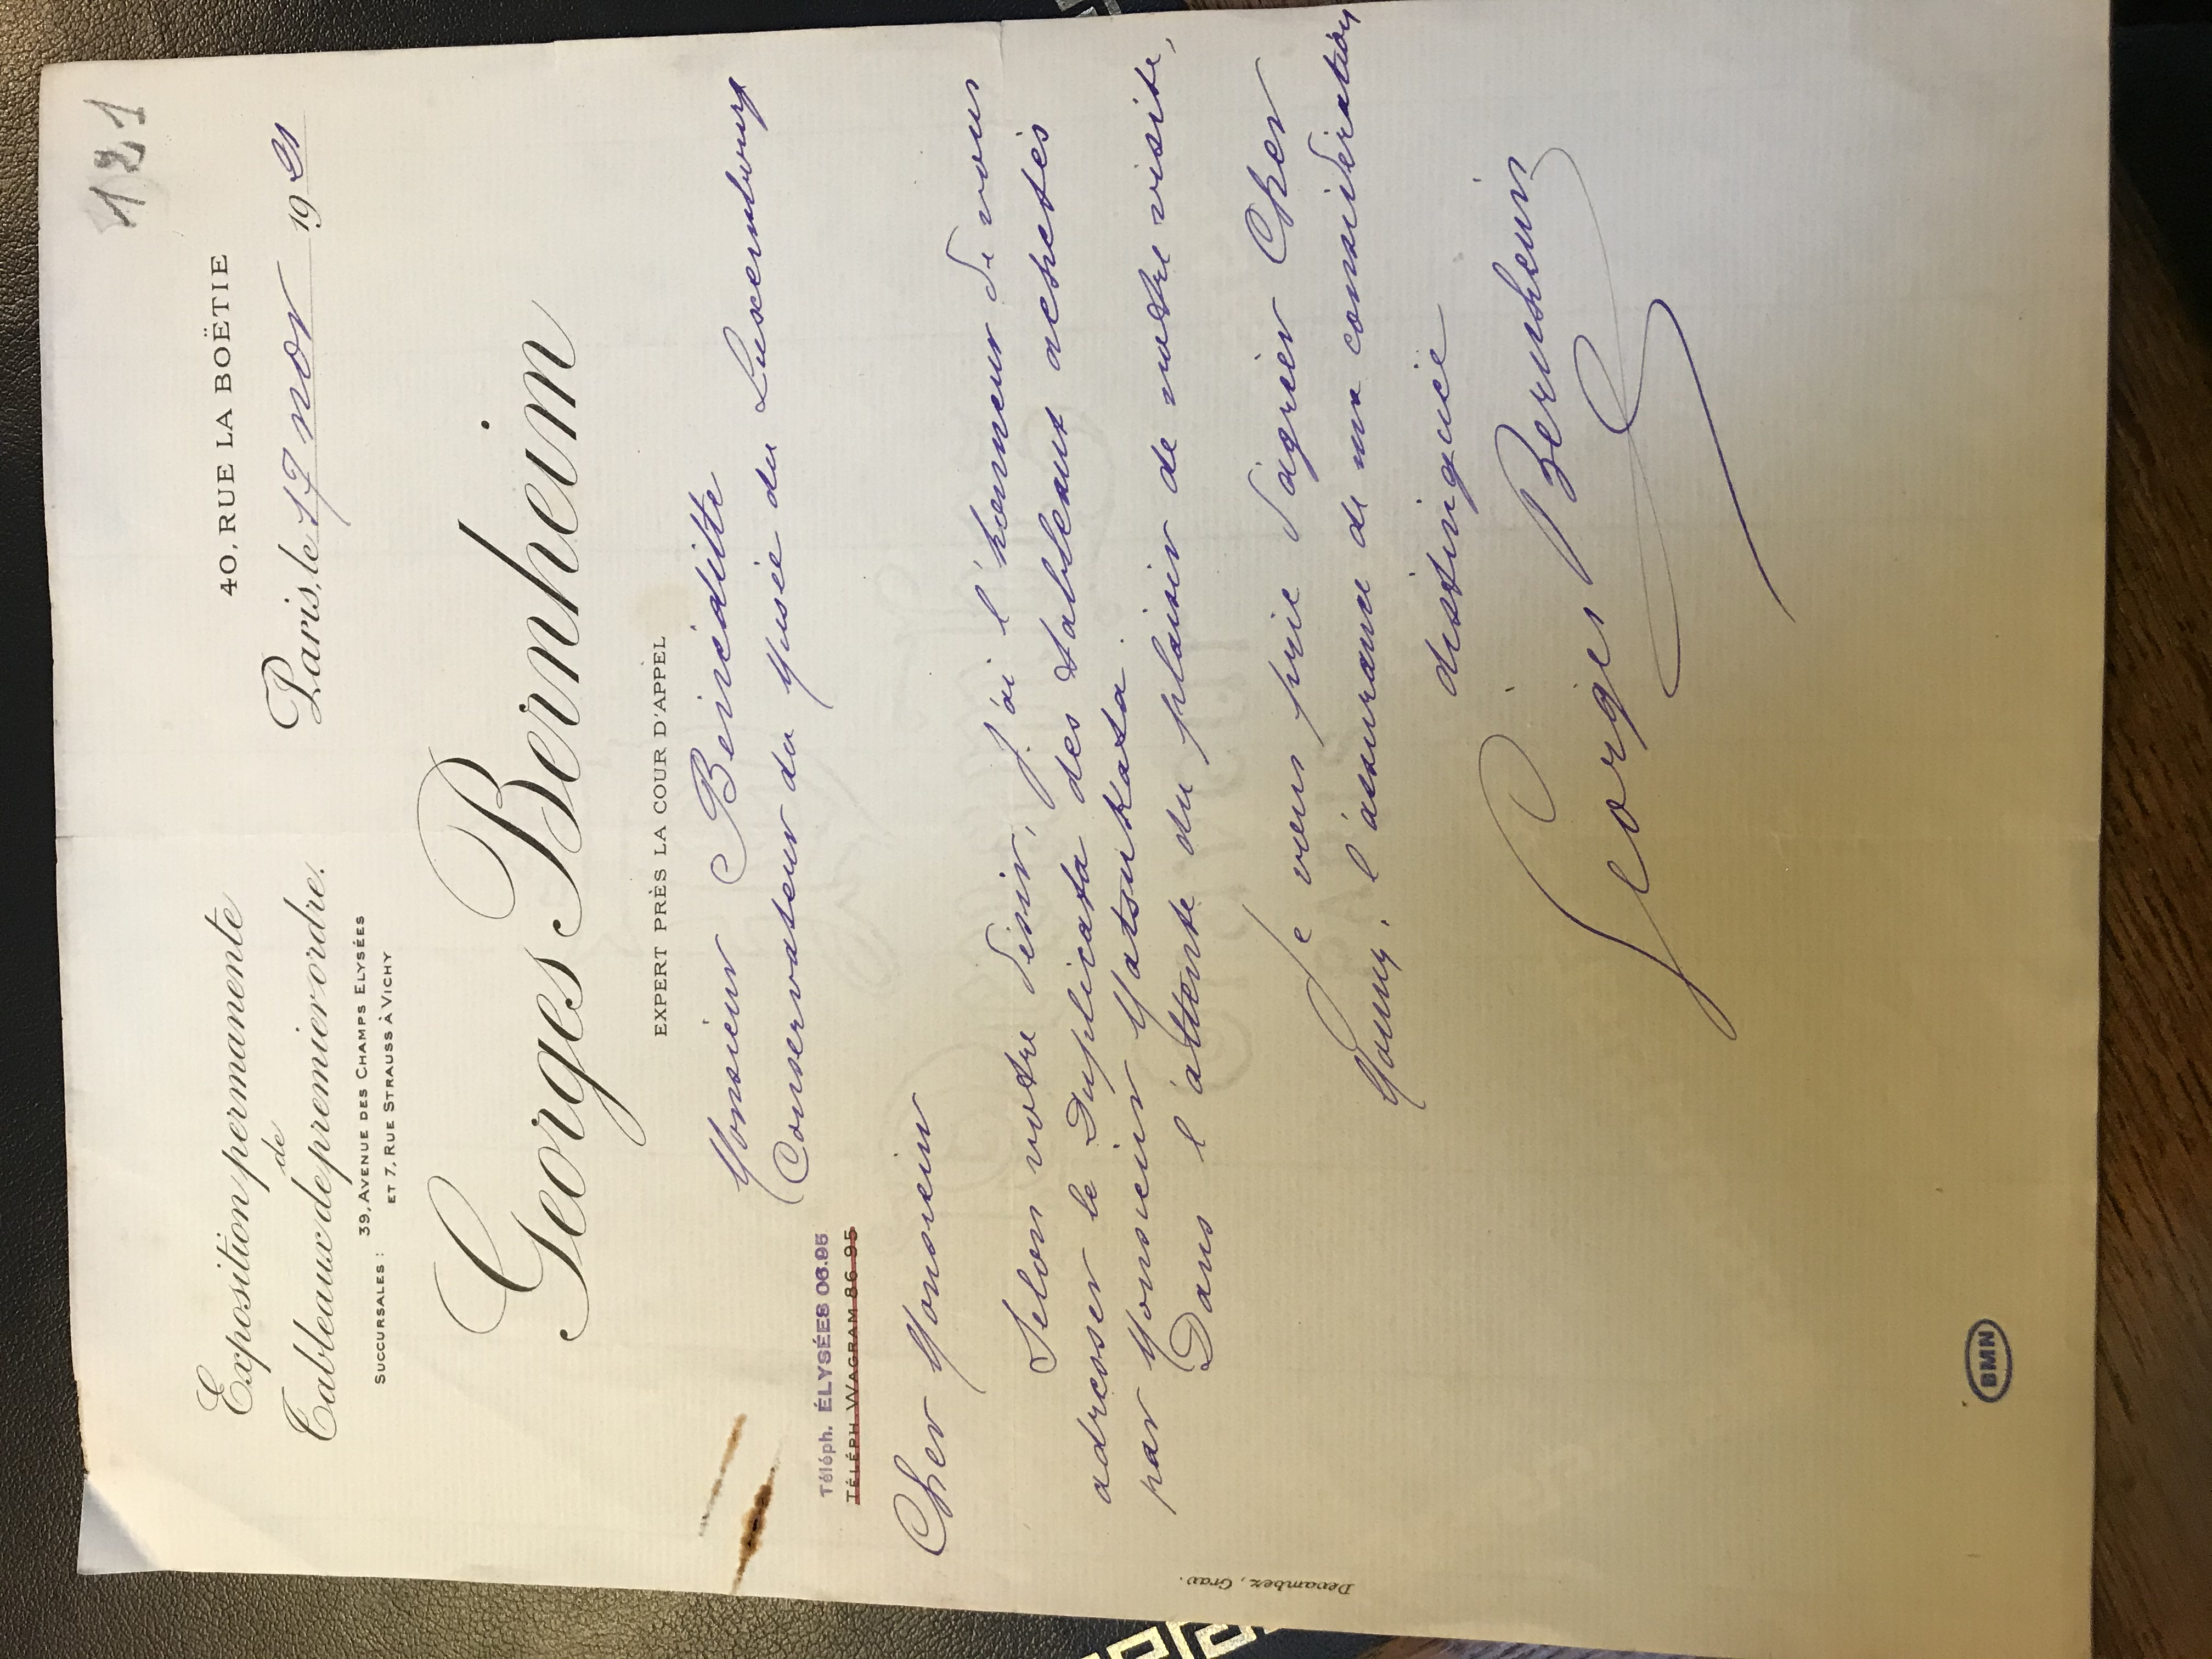 121
Exposition permanente
de
Tableaux de premier ordre.
40, RUE LA BOËTIE
Paris, le 17 nov 1921
SUCCURSALES : 39, AVENUE DES CHAMPS ELYSÉES
ET 7, RUE STRAUSS À VICHY
Georges Bernheim
EXPERT PRÈS LA COUR D'APPEL
Monsieur Bénéditte
Conservateur du Musée du Luxembourg
Téléph. ÉLYSÉES 06.95
TÉLÉPH WAGRAM 86-95
Cher Monsieur
Selon votre désir, j'ai l'honneur de vous
adresser le Duplicata des tableaux achetés
par Monsieur Matsukata.
Dans l'attente du plaisir de votre visite,
Je vous prie d'agréer Cher
Monsr, l'assurance de ma considération
distinguée
Georges Bernheim
Devambez, Grav.
BMN